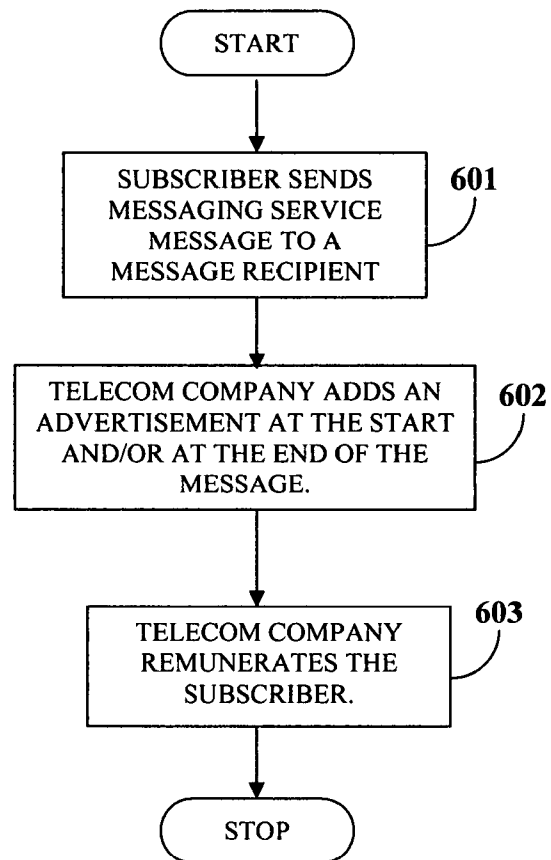 START
SUBSCRIBER SENDS
MESSAGING SERVICE
MESSAGE TO A
MESSAGE RECIPIENT
601
TELECOM COMPANY ADDS AN
ADVERTISEMENT AT THE START
AND/OR AT THE END OF THE
MESSAGE.
602
TELECOM COMPANY
REMUNERATES THE
SUBSCRIBER.
603
STOP